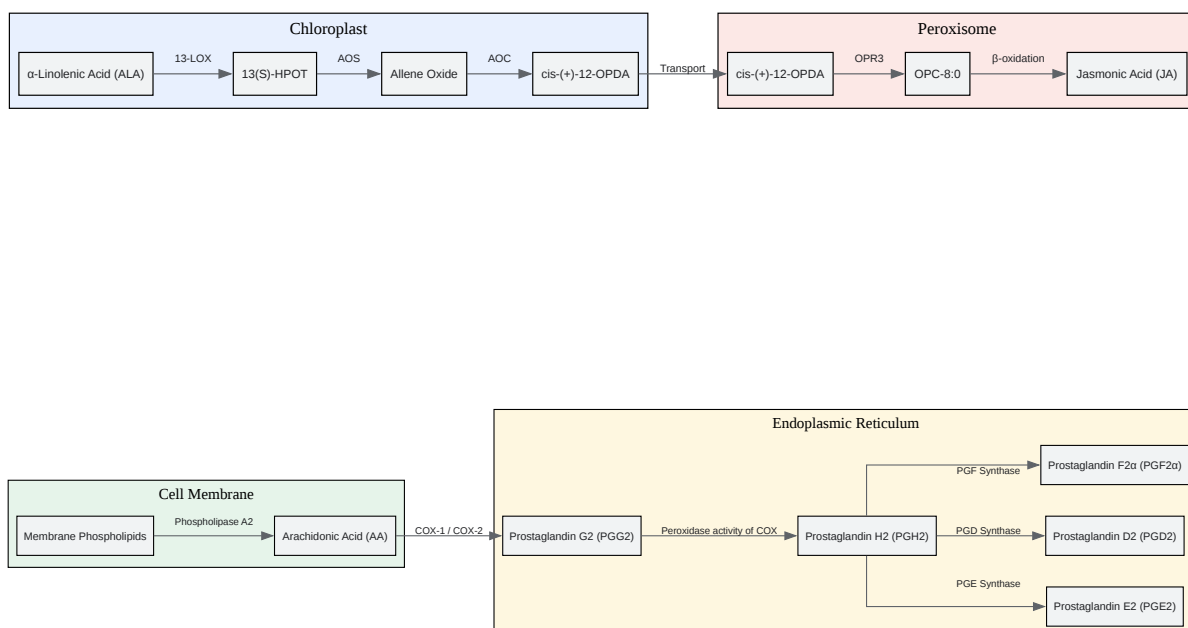 Chloroplast
α-Linolenic Acid (ALA)
13-LOX
13(S)-HPOT
AOS
Allene Oxide
AOC
cis-(+)-12-OPDA
Transport
Peroxisome
cis-(+)-12-OPDA
OPR3
OPC-8:0
β-oxidation
Jasmonic Acid (JA)
Cell Membrane
Membrane Phospholipids
Phospholipase A2
Arachidonic Acid (AA)
COX-1 / COX-2
Endoplasmic Reticulum
Prostaglandin G2 (PGG2)
Peroxidase activity of COX
Prostaglandin H2 (PGH2)
PGF Synthase
Prostaglandin F2α (PGF2α)
PGD Synthase
Prostaglandin D2 (PGD2)
PGE Synthase
Prostaglandin E2 (PGE2)